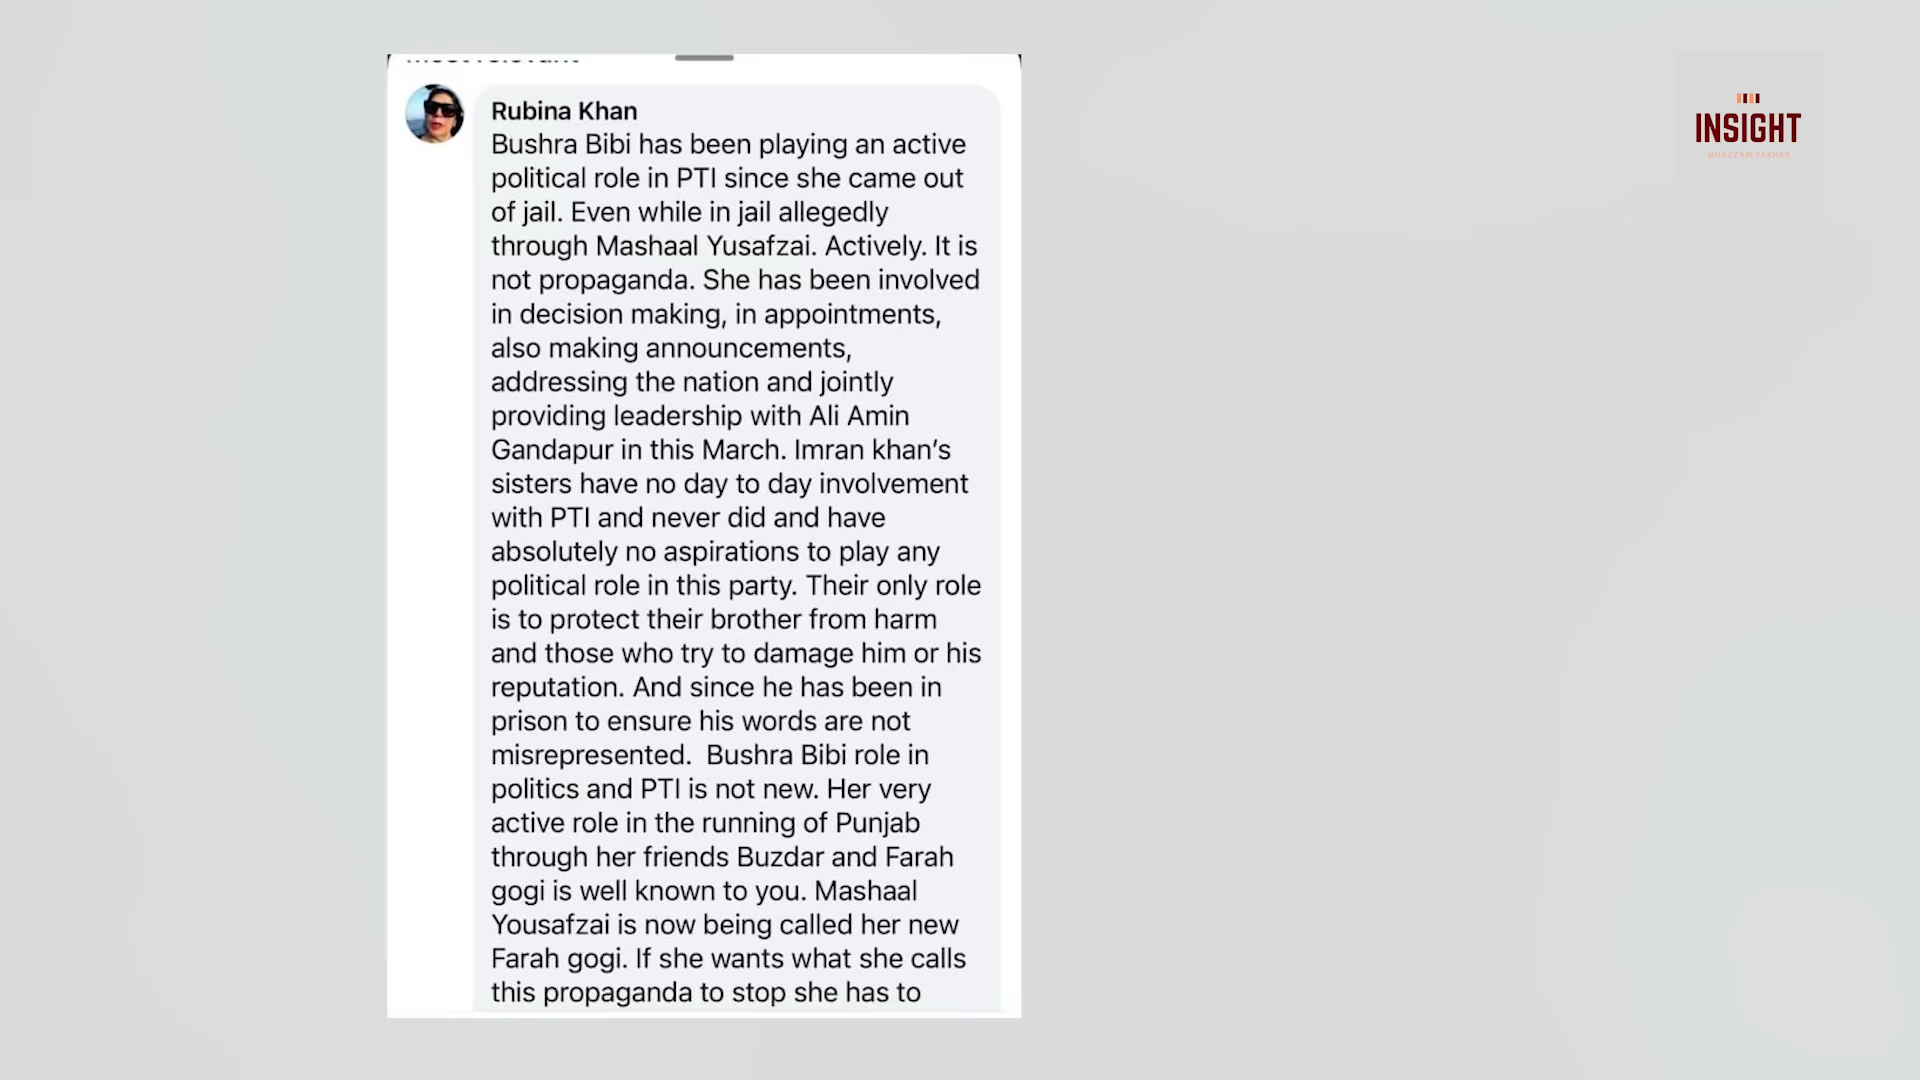 Most relevant
Rubina Khan
Bushra Bibi has been playing an active
political role in PTI since she came out
of jail. Even while in jail allegedly
through Mashaal Yusafzai. Actively. It is
not propaganda. She has been involved
in decision making, in appointments,
also making announcements,
addressing the nation and jointly
providing leadership with Ali Amin
Gandapur in this March. Imran khan’s
sisters have no day to day involvement
with PTI and never did and have
absolutely no aspirations to play any
political role in this party. Their only role
is to protect their brother from harm
and those who try to damage him or his
reputation. And since he has been in
prison to ensure his words are not
misrepresented.  Bushra Bibi role in
politics and PTI is not new. Her very
active role in the running of Punjab
through her friends Buzdar and Farah
gogi is well known to you. Mashaal
Yousafzai is now being called her new
Farah gogi. If she wants what she calls
this propaganda to stop she has to
INSIGHT
MOAZZAM FAKHAR